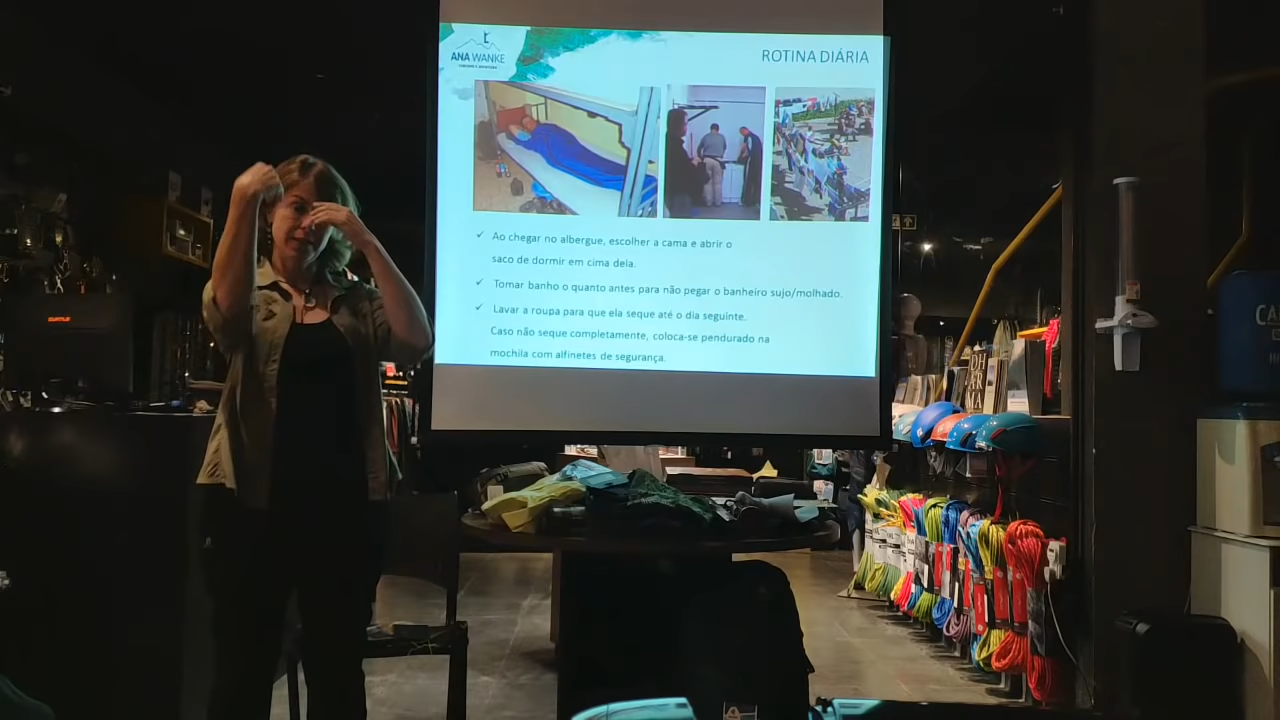 ANA WANKE
ROTINA DIÁRIA
✓ Ao chegar no albergue, escolher a cama e abrir o
saco de dormir em cima dela.
✓ Tomar banho o quanto antes para não pegar o banheiro sujo/molhado.
✓ Lavar a roupa para que ela seque até o dia seguinte.
Caso não seque completamente, coloca-se pendurado na
mochila com alfinetes de segurança.